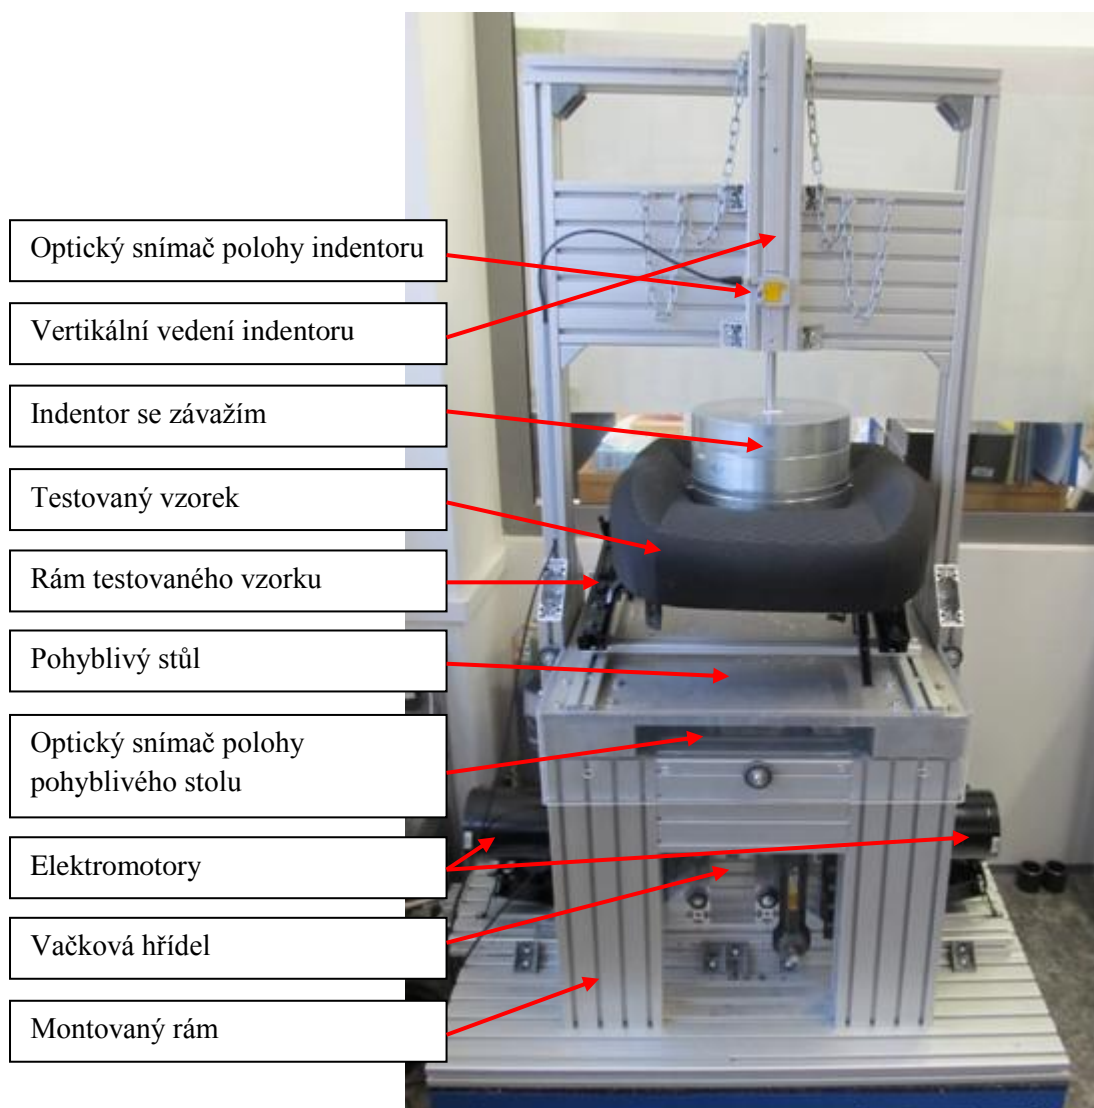 Optický snímač polohy indentoru
Vertikální vedení indentoru
Indentor se závažím
Testovaný vzorek
Rám testovaného vzorku
Pohyblivý stůl
Optický snímač polohy
pohyblivého stolu
Elektromotory
Vačková hřídel
Montovaný rám